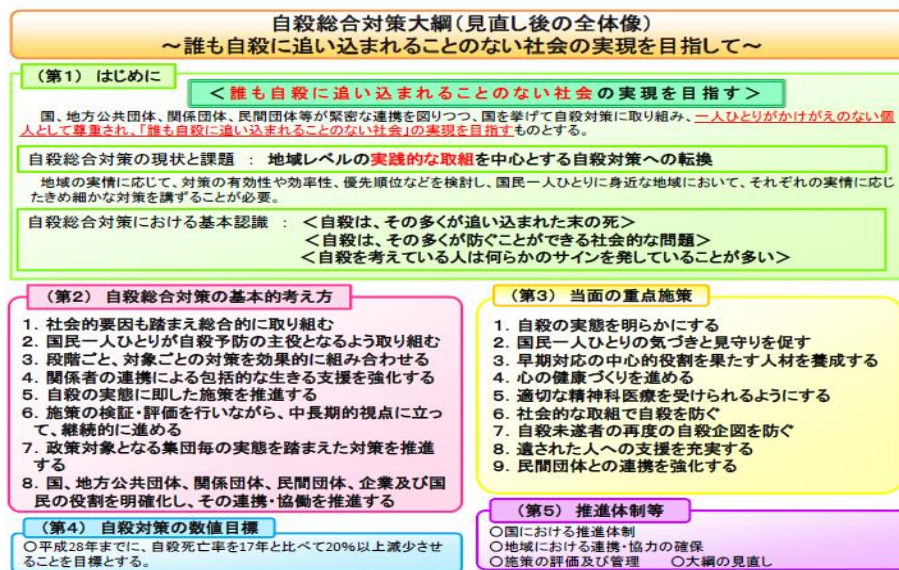 自殺総合対策大綱(見直し後の全体像)
~誰も自殺に追い込まれることのない社会の実現を目指して~
(第1) はじめに
<誰も自殺に追い込まれることのない社会の実現を目指す>
国、地方公共団体、関係団体、民間団体等が緊密な連携を図りつつ、国を挙げて自殺対策に取り組み、一人ひとりがかけがえのない個
人として尊重され、「誰も自殺に追い込まれることのない社会」の実現を目指すものとする。
自殺総合対策の現状と課題 : 地域レベルの実践的な取組を中心とする自殺対策への転換
地域の実情に応じて、対策の有効性や効率性、優先順位などを検討し、国民一人ひとりに身近な地域において、それぞれの実情に応じ
たきめ細かな対策を講ずることが必要。
自殺総合対策における基本認識 : <自殺は、その多くが追い込まれた末の死>
<自殺は、その多くが防ぐことができる社会的な問題>
<自殺を考えている人は何らかのサインを発していることが多い>
(第2) 自殺総合対策の基本的考え方
1. 社会的要因も踏まえ総合的に取り組む
2. 国民一人ひとりが自殺予防の主役となるよう取り組む
3. 段階ごと、対象ごとの対策を効果的に組み合わせる
4. 関係者の連携による包括的な生きる支援を強化する
5. 自殺の実態に即した施策を推進する
6. 施策の検証・評価を行いながら、中長期的視点に立っ
て、継続的に進める
7. 政策対象となる集団毎の実態を踏まえた対策を推進
する
8. 国、地方公共団体、関係団体、民間団体、企業及び国
民の役割を明確化し、その連携・協働を推進する
(第3) 当面の重点施策
1. 自殺の実態を明らかにする
2. 国民一人ひとりの気づきと見守りを促す
3. 早期対応の中心的役割を果たす人材を養成する
4. 心の健康づくりを進める
5. 適切な精神科医療を受けられるようにする
6. 社会的な取組で自殺を防ぐ
7. 自殺未遂者の再度の自殺企図を防ぐ
8. 遺された人への支援を充実する
9. 民間団体との連携を強化する
(第4) 自殺対策の数値目標
○平成28年までに、自殺死亡率を17年と比べて20%以上減少させ
ることを目標とする。
(第5) 推進体制等
○国における推進体制
○地域における連携・協力の確保
○施策の評価及び管理 ○大綱の見直し